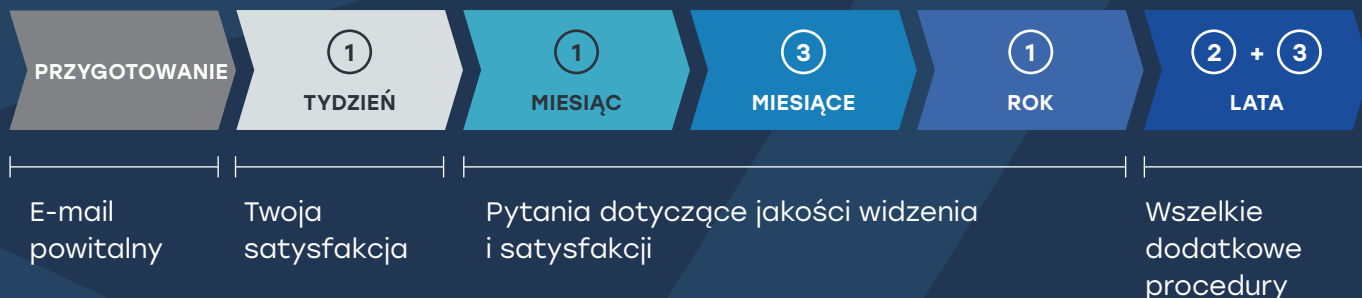 PRZYGOTOWANIE
1
TYDZIEŃ
1
MIESIĄC
3
MIESIĄCE
1
ROK
2 + 3
LATA
E-mail
powitalny
Twoja
satysfakcja
Pytania dotyczące jakości widzenia
i satysfakcji
Wszelkie
dodatkowe
procedury